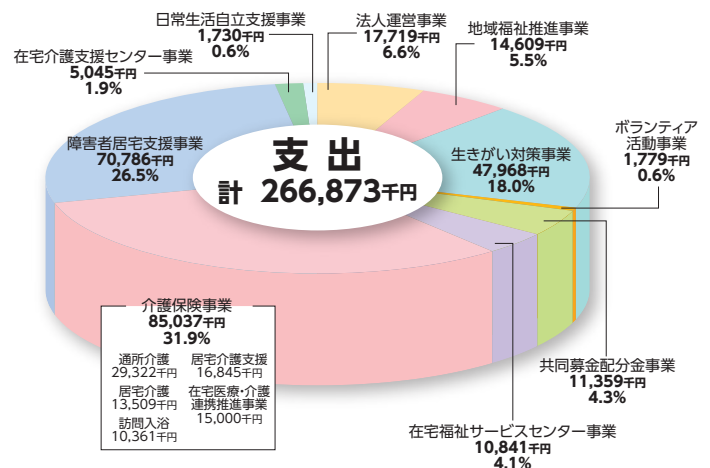 支出
計 266,873千円
法人運営事業
17,719千円
6.6%
地域福祉推進事業
14,609千円
5.5%
生きがい対策事業
47,968千円
18.0%
ボランティア
活動事業
1,779千円
0.6%
共同募金配分金事業
11,359千円
4.3%
在宅福祉サービスセンター事業
10,841千円
4.1%
介護保険事業
85,037千円
31.9%
通所介護
29,322千円
居宅介護
13,509千円
訪問入浴
10,361千円
居宅介護支援
16,845千円
在宅医療・介護
連携推進事業
15,000千円
障害者居宅支援事業
70,786千円
26.5%
在宅介護支援センター事業
5,045千円
1.9%
日常生活自立支援事業
1,730千円
0.6%